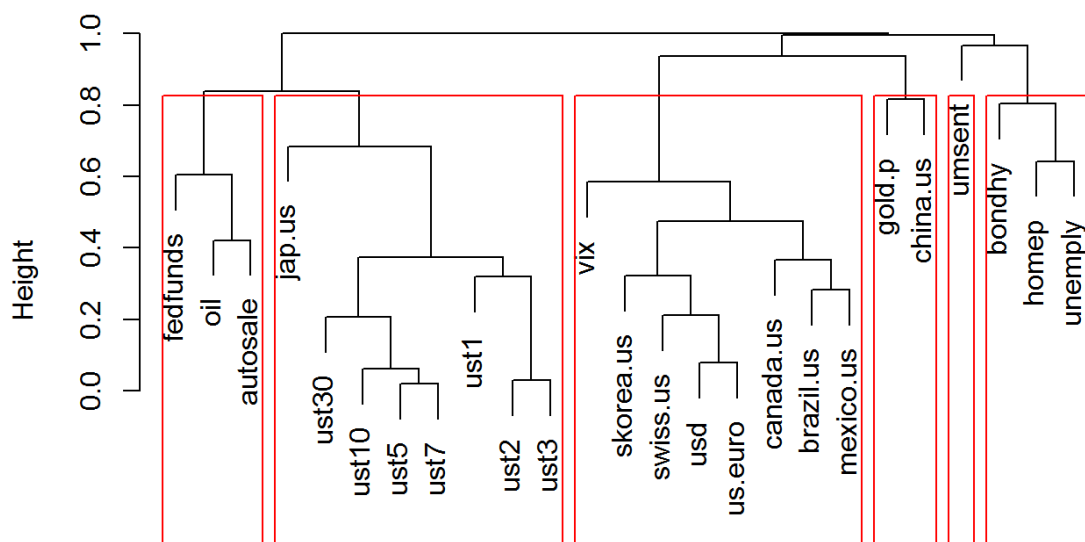 Height
1.0
0.8
0.6
0.4
0.2
0.0
fedfunds
oil
autosale
jap.us
ust30
ust10
ust5
ust7
ust1
ust2
ust3
vix
skorea.us
swiss.us
usd
us.euro
canada.us
brazil.us
mexico.us
gold.p
china.us
umsent
bondhy
homep
unemply